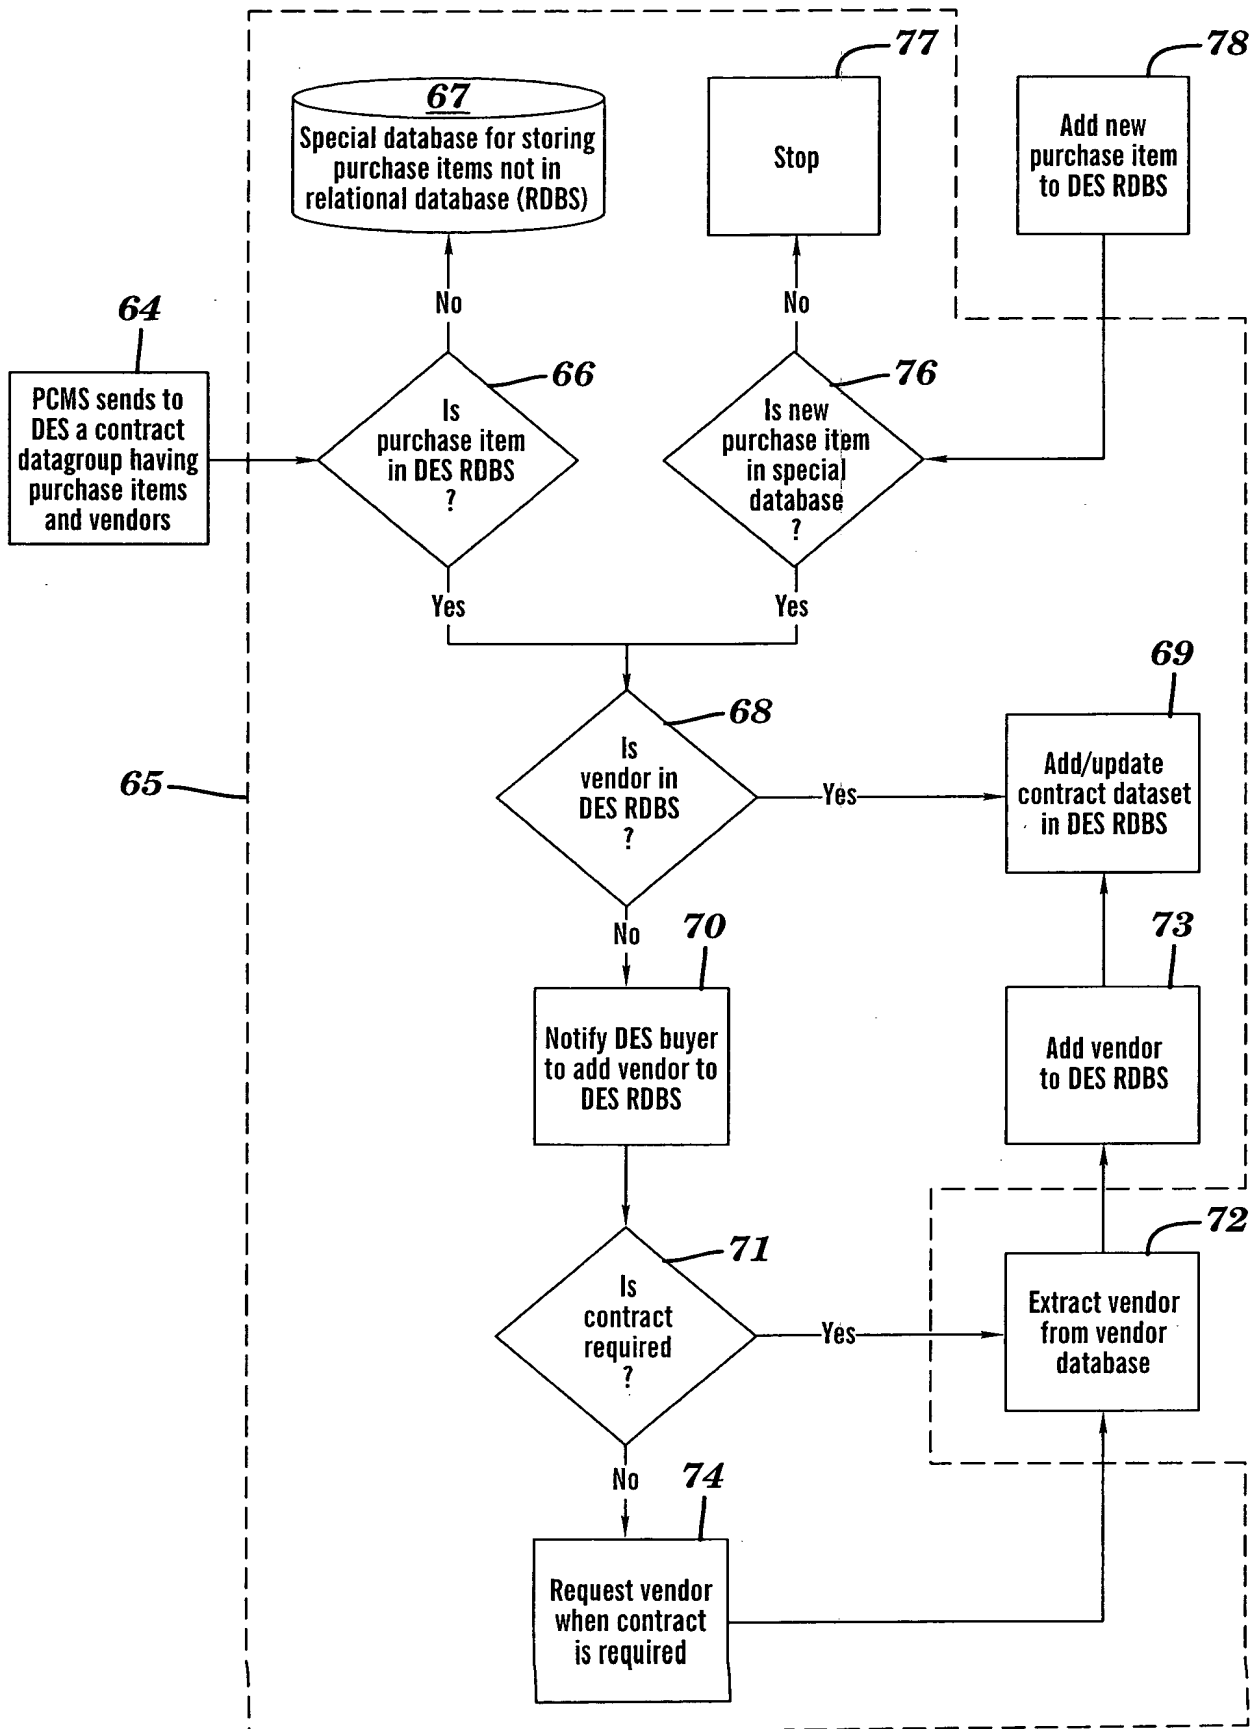 77
78
67
Special database for storing
purchase items not in
relational database (RDBS)
Stop
Add new
purchase item
to DES RDBS
No
No
64
66
76
PCMS sends to
DES a contract
datagroup having
purchase items
and vendors
Is
purchase item
in DES RDBS
?
Is new
purchase item
in special
database
?
Yes
Yes
69
68
65
Is
vendor in
DES RDBS
?
Yes
Add/update
contract dataset
in DES RDBS
No
70
73
Notify DES buyer
to add vendor to
DES RDBS
Add vendor
to DES RDBS
72
71
Is
contract
required
?
Yes
Extract vendor
from vendor
database
No
74
Request vendor
when contract
is required